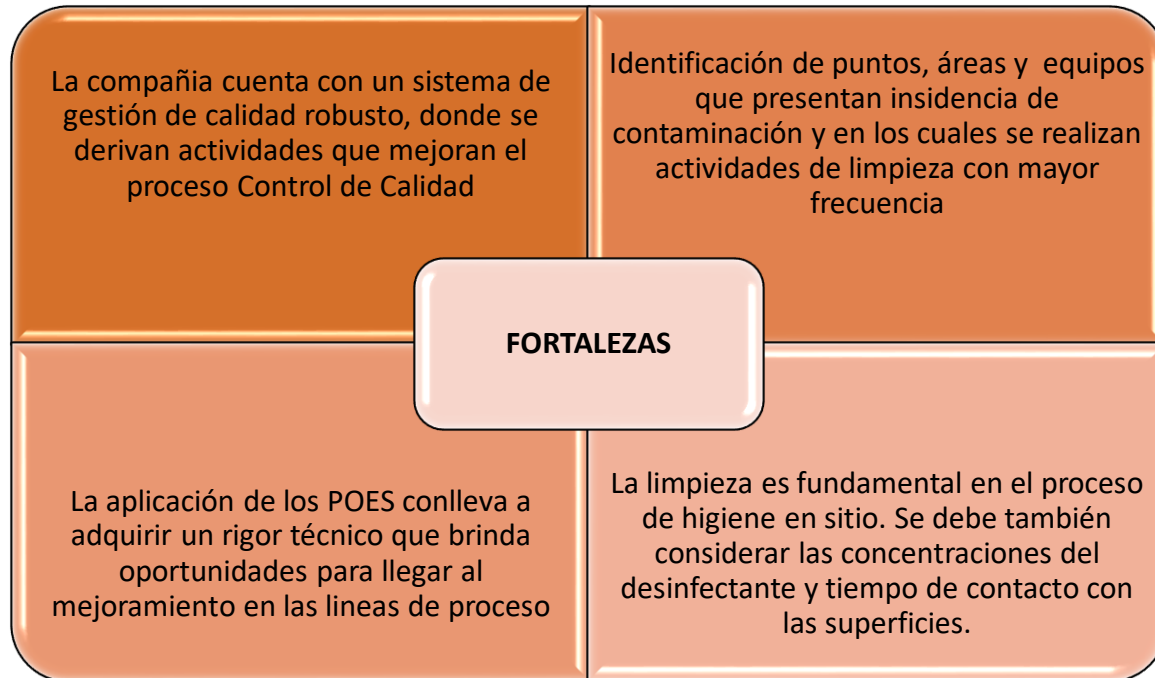 La compañia cuenta con un sistema de
gestión de calidad robusto, donde se
derivan actividades que mejoran el
proceso Control de Calidad
Identificación de puntos, áreas y equipos
que presentan insidencia de
contaminación y en los cuales se realizan
actividades de limpieza con mayor
frecuencia
FORTALEZAS
La aplicación de los POES conlleva a
adquirir un rigor técnico que brinda
oportunidades para llegar al
mejoramiento en las lineas de proceso
La limpieza es fundamental en el proceso
de higiene en sitio. Se debe también
considerar las concentraciones del
desinfectante y tiempo de contacto con
las superficies.